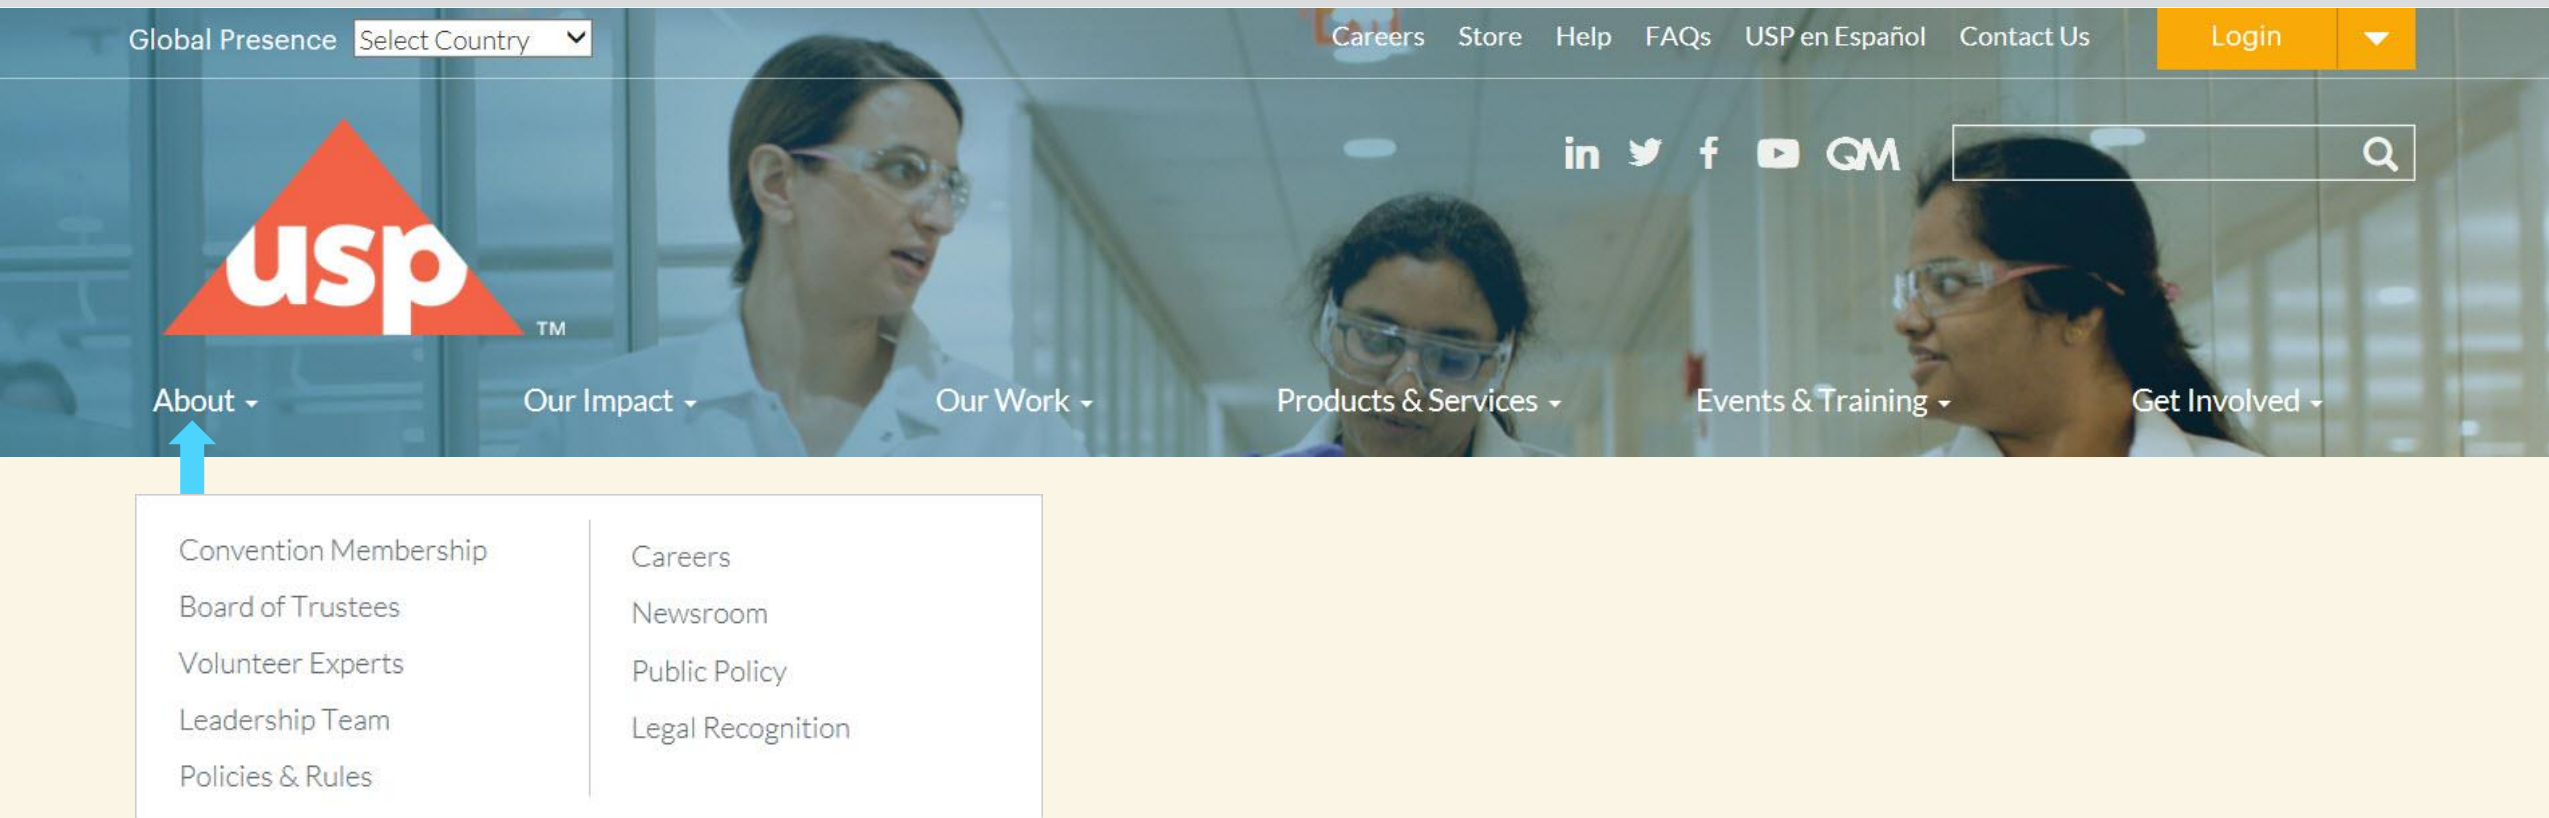 Global Presence Select Country Careers Store Help FAQs USP en Español Contact Us Login
in f QM
usp
TM
About Our Impact Our Work Products & Services Events & Training Get Involved
Convention Membership
Board of Trustees
Volunteer Experts
Leadership Team
Policies & Rules
Careers
Newsroom
Public Policy
Legal Recognition